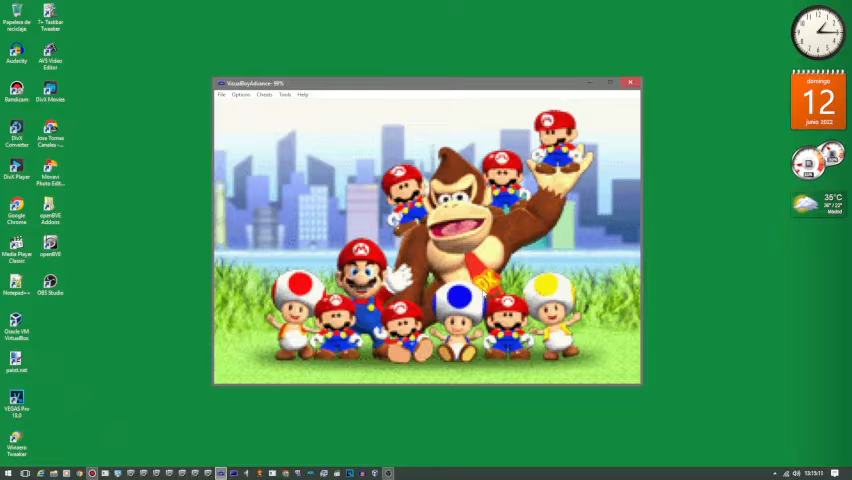 Papelera de
reciclaje
7+ Taskbar
Tweaker
Audacity
AVS Video
Editor
Bandicam
DivX Movies
DivX
Converter
Jose Tomas
Canales -...
DivX Player
Movavi
Photo Edit...
Google
Chrome
openBVE
Addons
Media Player
Classic
openBVE
Notepad++
OBS Studio
Oracle VM
VirtualBox
paint.net
VEGAS Pro
18.0
Winaero
Tweaker
VisualBoyAdvance- 99%
File Options Cheats Tools Help
DK
domingo
12
junio 2022
35°C
Madrid
13:15:11